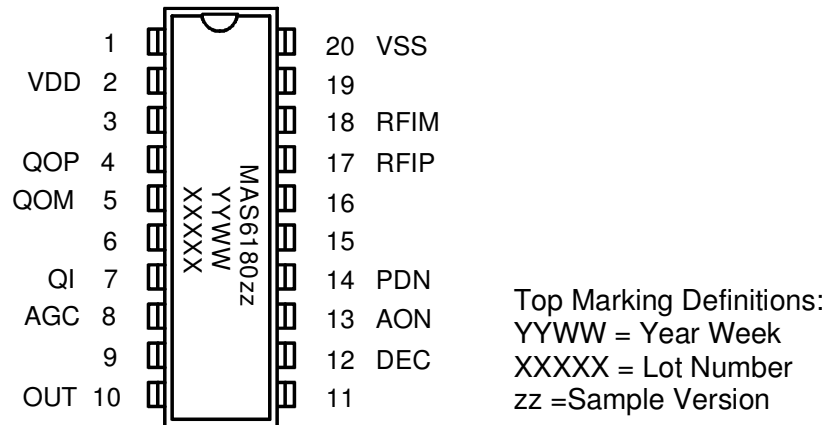 1 20 VSS
VDD 2 19
3 18 RFIM
QOP 4 17 RFIP
QOM 5 16
6 15
QI 7 14 PDN
AGC 8 13 AON
9 12 DEC
OUT 10 11
MAS6180zz
YYWW
XXXXX
Top Marking Definitions:
YYWW = Year Week
XXXXX = Lot Number
zz =Sample Version